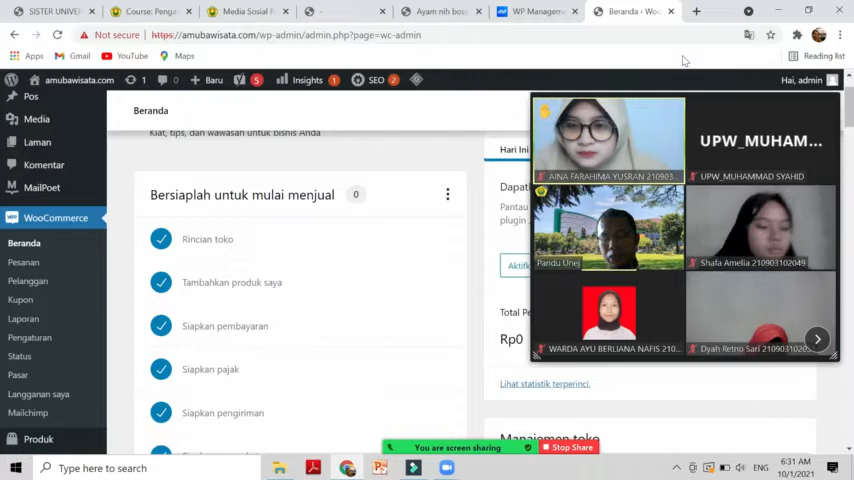 SISTER UNIVER
Course: Pengan
Media Sosial P
-
Ayam nih bos
WP Managem
Beranda ‹ Woo
Not secure
https://amubawisata.com/wp-admin/admin.php?page=wc-admin
Apps
Gmail
YouTube
Maps
Reading list
amubawisata.com
1
0
Baru
5
Insights
1
SEO
2
Hai, admin
Pos
Media
Laman
Komentar
MailPoet
WooCommerce
Beranda
Pesanan
Pelanggan
Kupon
Laporan
Pengaturan
Status
Pasar
Langganan saya
Mailchimp
Produk
Beranda
Kiat, tips, dan wawasan untuk bisnis Anda
Bersiaplah untuk mulai menjual
0
Rincian toko
Tambahkan produk saya
Siapkan pembayaran
Siapkan pajak
Siapkan pengiriman
Hari Ini
Dapatk
Pantau
plugin
Aktifk
Total Pe
Rp0
Lihat statistik terperinci.
Manajemen toko
AINA FARAHIMA YUSRAN 210903...
UPW_MUHAM...
UPW_MUHAMMAD SYAHID
Pandu Unej
Shafa Amelia 210903102049
WARDA AYU BERLIANA NAFIS 210...
Dyah Retno Sari 2109031020
You are screen sharing
Stop Share
Type here to search
ENG
6:31 AM
10/1/2021